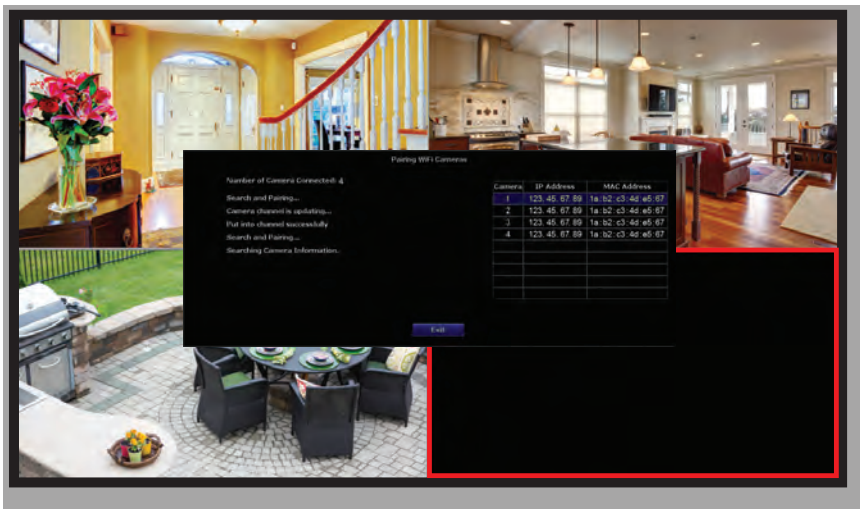 Pairing WiFi Cameras
Number of Camera Connected: 4
Search and Pairing...
Camera channel is updating...
Put into channel successfully
Search and Pairing...
Searching Camera Information..
Camera IP Address MAC Address
1 123. 45. 67. 89 1a:b2:c3:4d:e5:67
2 123. 45. 67. 89 1a:b2:c3:4d:e5:67
3 123. 45. 67. 89 1a:b2:c3:4d:e5:67
4 123. 45. 67. 89 1a:b2:c3:4d:e5:67
Exit